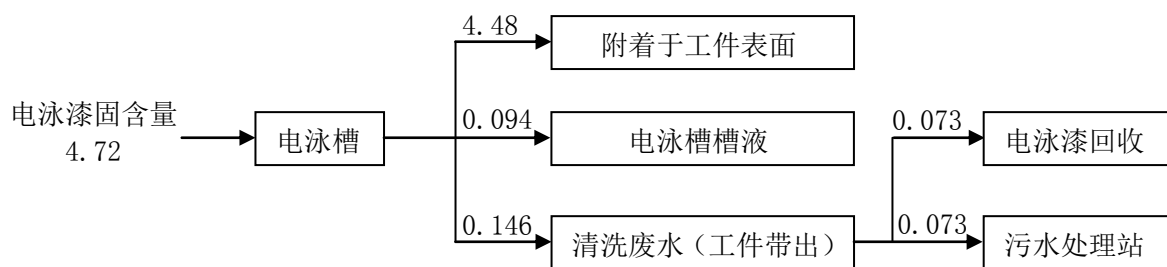 4.48
附着于工件表面
电泳漆固含量
4.72
电泳槽
0.094
电泳槽槽液
0.073
电泳漆回收
0.146
清洗废水（工件带出）
0.073
污水处理站